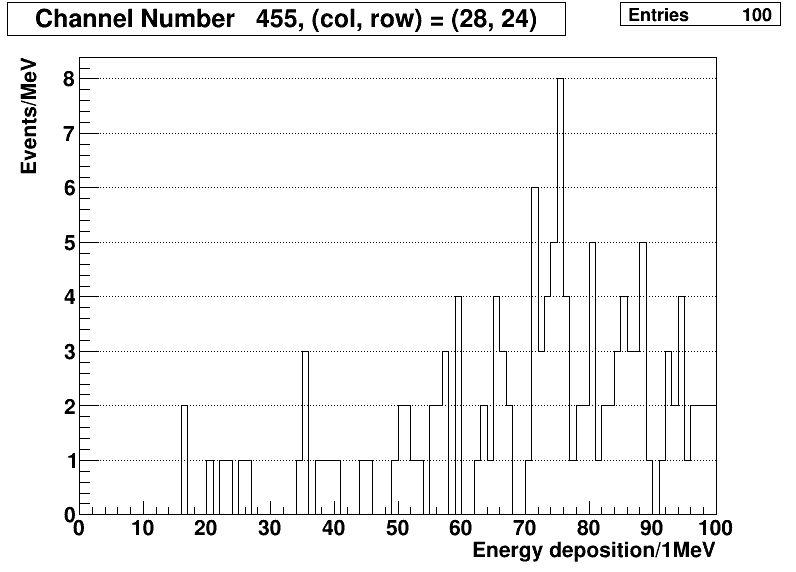 Channel Number 455, (col, row) = (28, 24)
Entries 100
Events/MeV
8
7
6
5
4
3
2
1
0
0 10 20 30 40 50 60 70 80 90 100
Energy deposition/1MeV